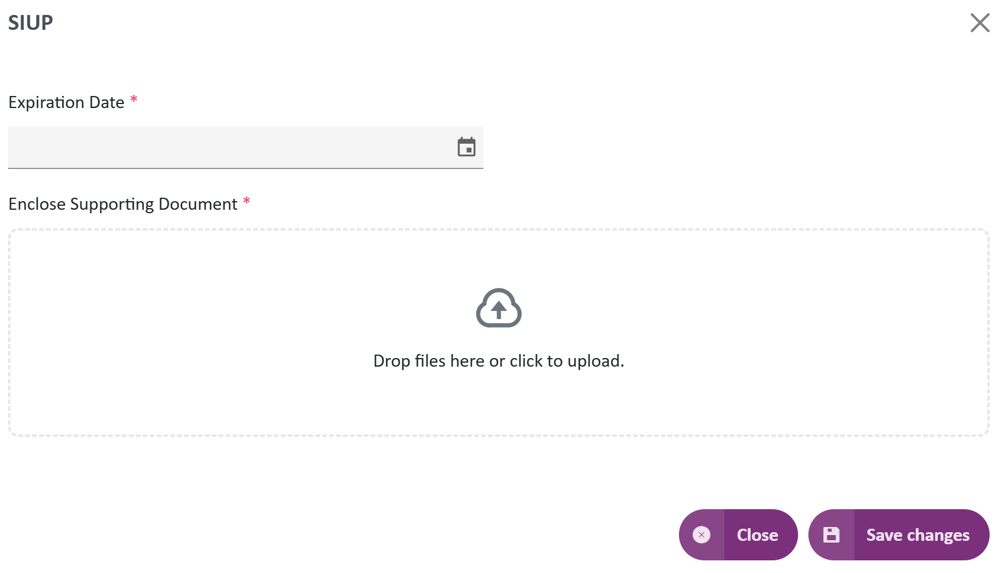 SIUP
Expiration Date *
Enclose Supporting Document *
Drop files here or click to upload.
Close
Save changes